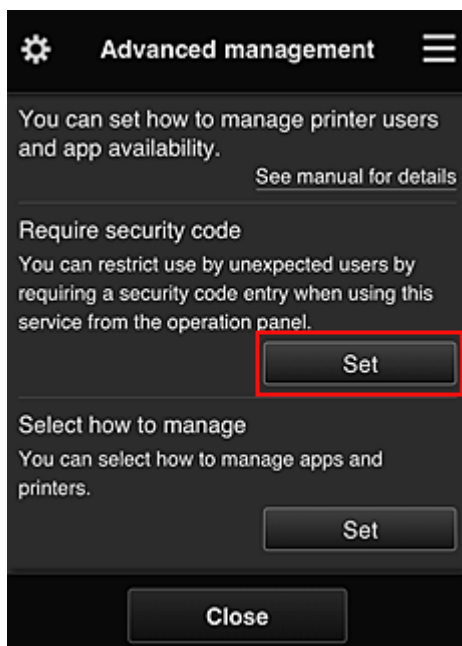 Advanced management
You can set how to manage printer users
and app availability.
See manual for details
Require security code
You can restrict use by unexpected users by
requiring a security code entry when using this
service from the operation panel.
Set
Select how to manage
You can select how to manage apps and
printers.
Set
Close